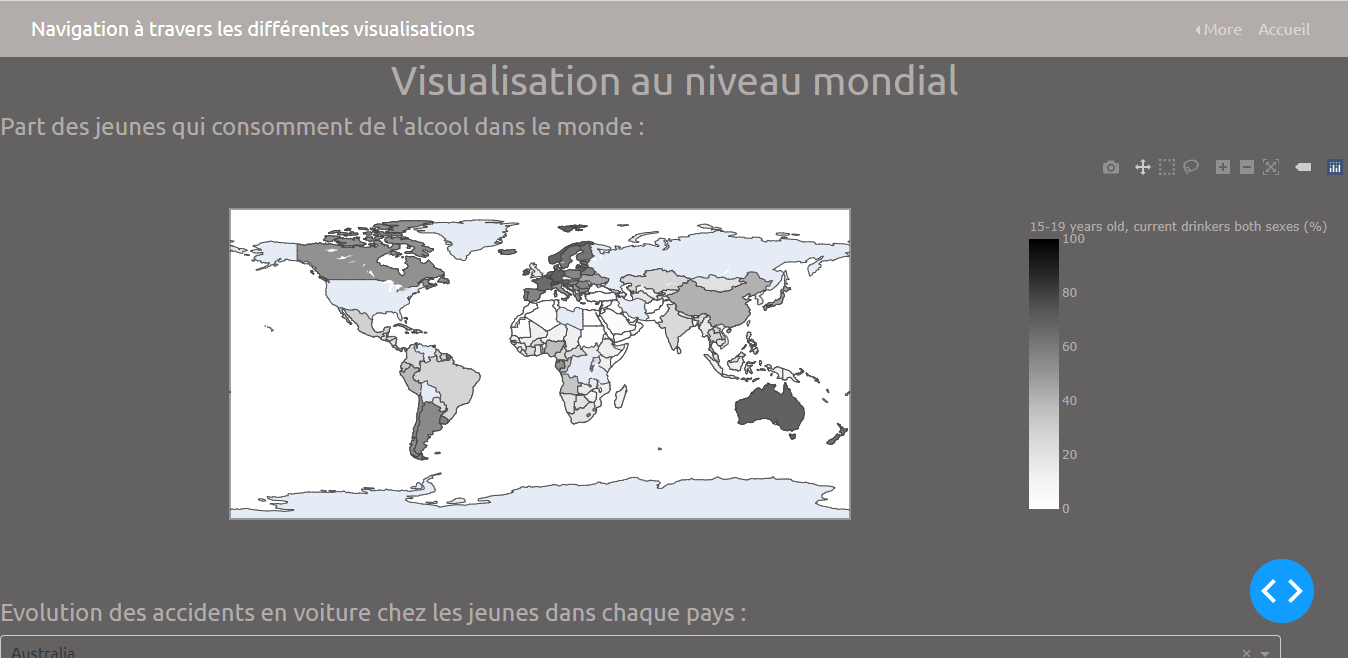 Navigation à travers les différentes visualisations
More Accueil
Visualisation au niveau mondial
Part des jeunes qui consomment de l'alcool dans le monde :
15-19 years old, current drinkers both sexes (%)
100
80
60
40
20
0
Evolution des accidents en voiture chez les jeunes dans chaque pays :
Australia